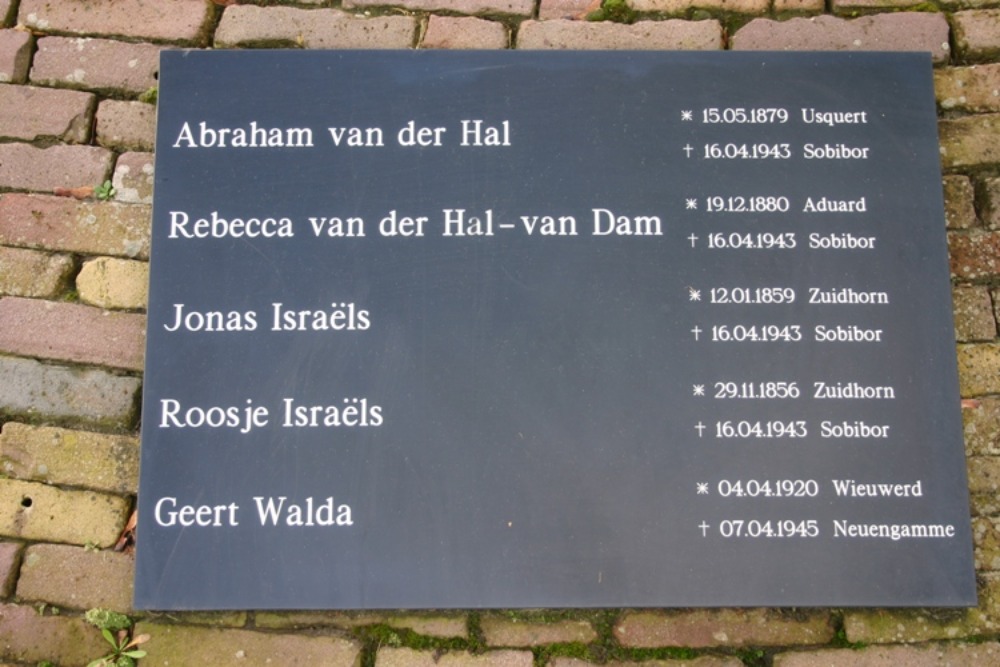 Abraham van der Hal
* 15.05.1879 Usquert
† 16.04.1943 Sobibor
Rebecca van der Hal-van Dam
* 19.12.1880 Aduard
† 16.04.1943 Sobibor
Jonas Israëls
* 12.01.1859 Zuidhorn
† 16.04.1943 Sobibor
Roosje Israëls
* 29.11.1856 Zuidhorn
† 16.04.1943 Sobibor
Geert Walda
* 04.04.1920 Wieuwerd
† 07.04.1945 Neuengamme